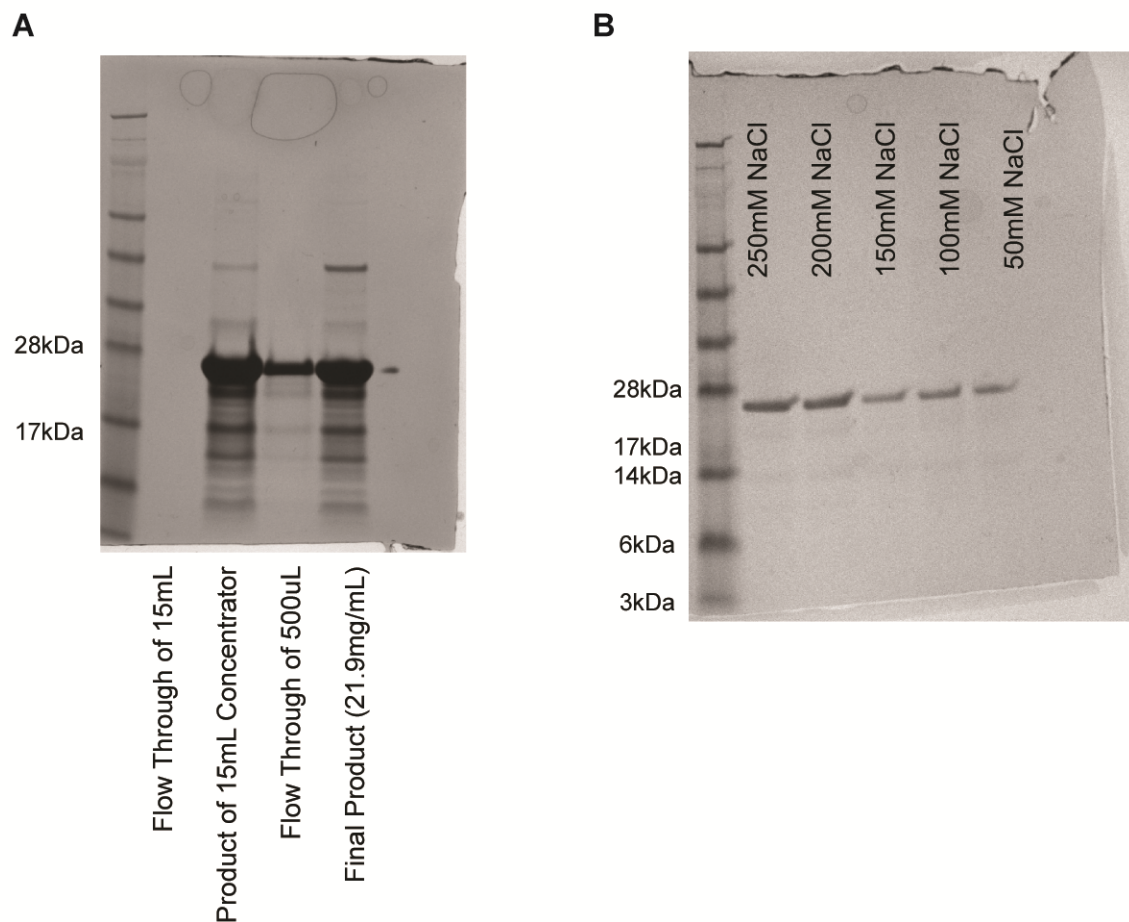 A
28kDa
17kDa
Flow Through of 15mL
Product of 15mL Concentrator
Flow Through of 500uL
Final Product (21.9mg/mL)
B
250mM NaCl
200mM NaCl
150mM NaCl
100mM NaCl
50mM NaCl
28kDa
17kDa
14kDa
6kDa
3kDa